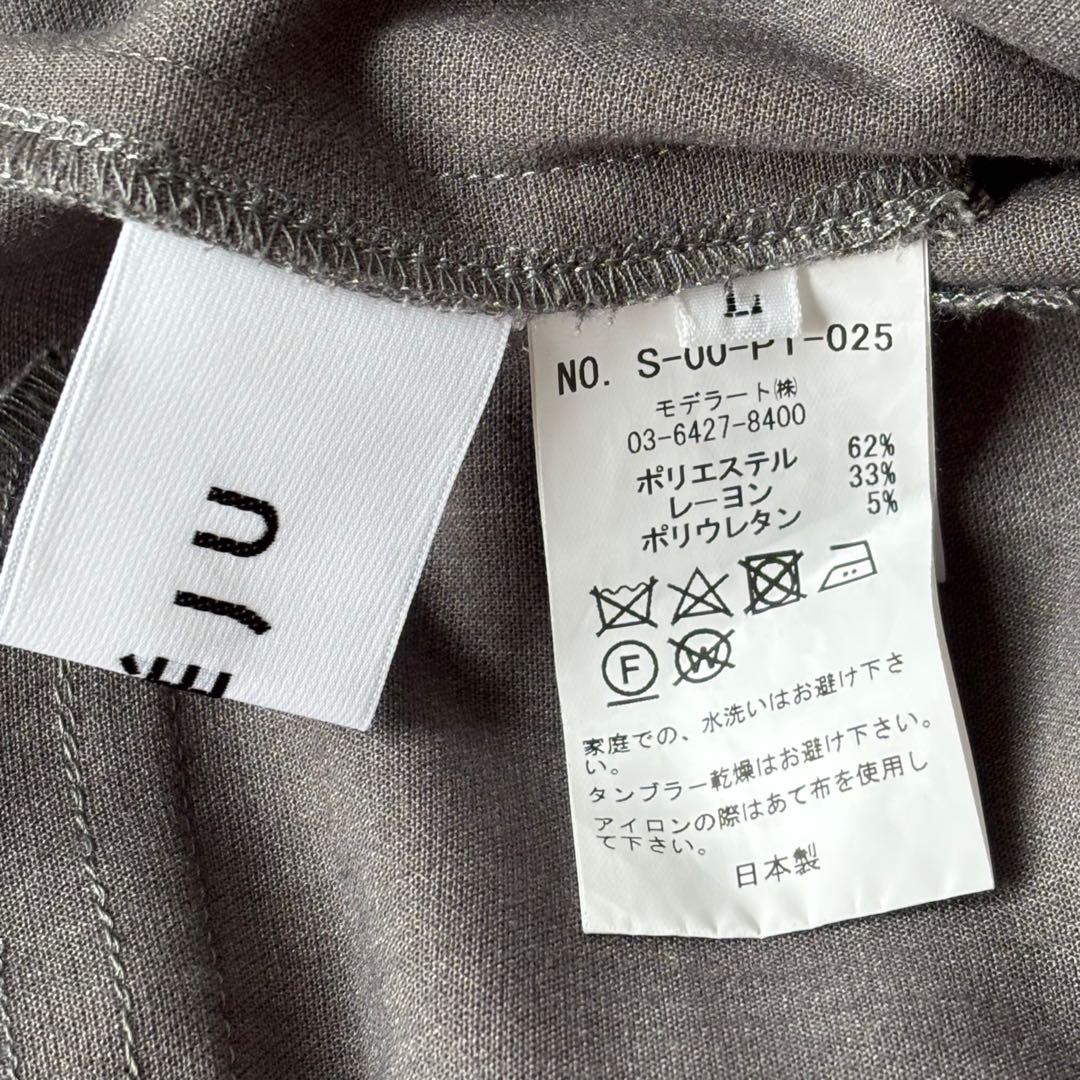 L
NO. S-00-PT-025
モデラート㈱
03-6427-8400
ポリエステル 62%
レーヨン 33%
ポリウレタン 5%
F
W
家庭での、水洗いはお避け下さ
い。
タンブラー乾燥はお避け下さい。
アイロンの際はあて布を使用し
て下さい。
日本製